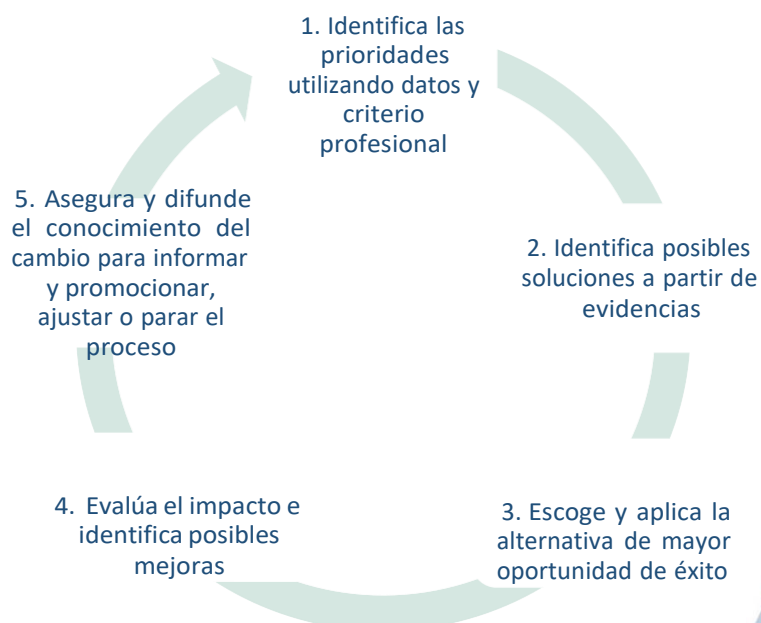 1. Identifica las
prioridades
utilizando datos y
criterio
profesional
2. Identifica posibles
soluciones a partir de
evidencias
3. Escoge y aplica la
alternativa de mayor
oportunidad de éxito
4. Evalúa el impacto e
identifica posibles
mejoras
5. Asegura y difunde
el conocimiento del
cambio para informar
y promocionar,
ajustar o parar el
proceso